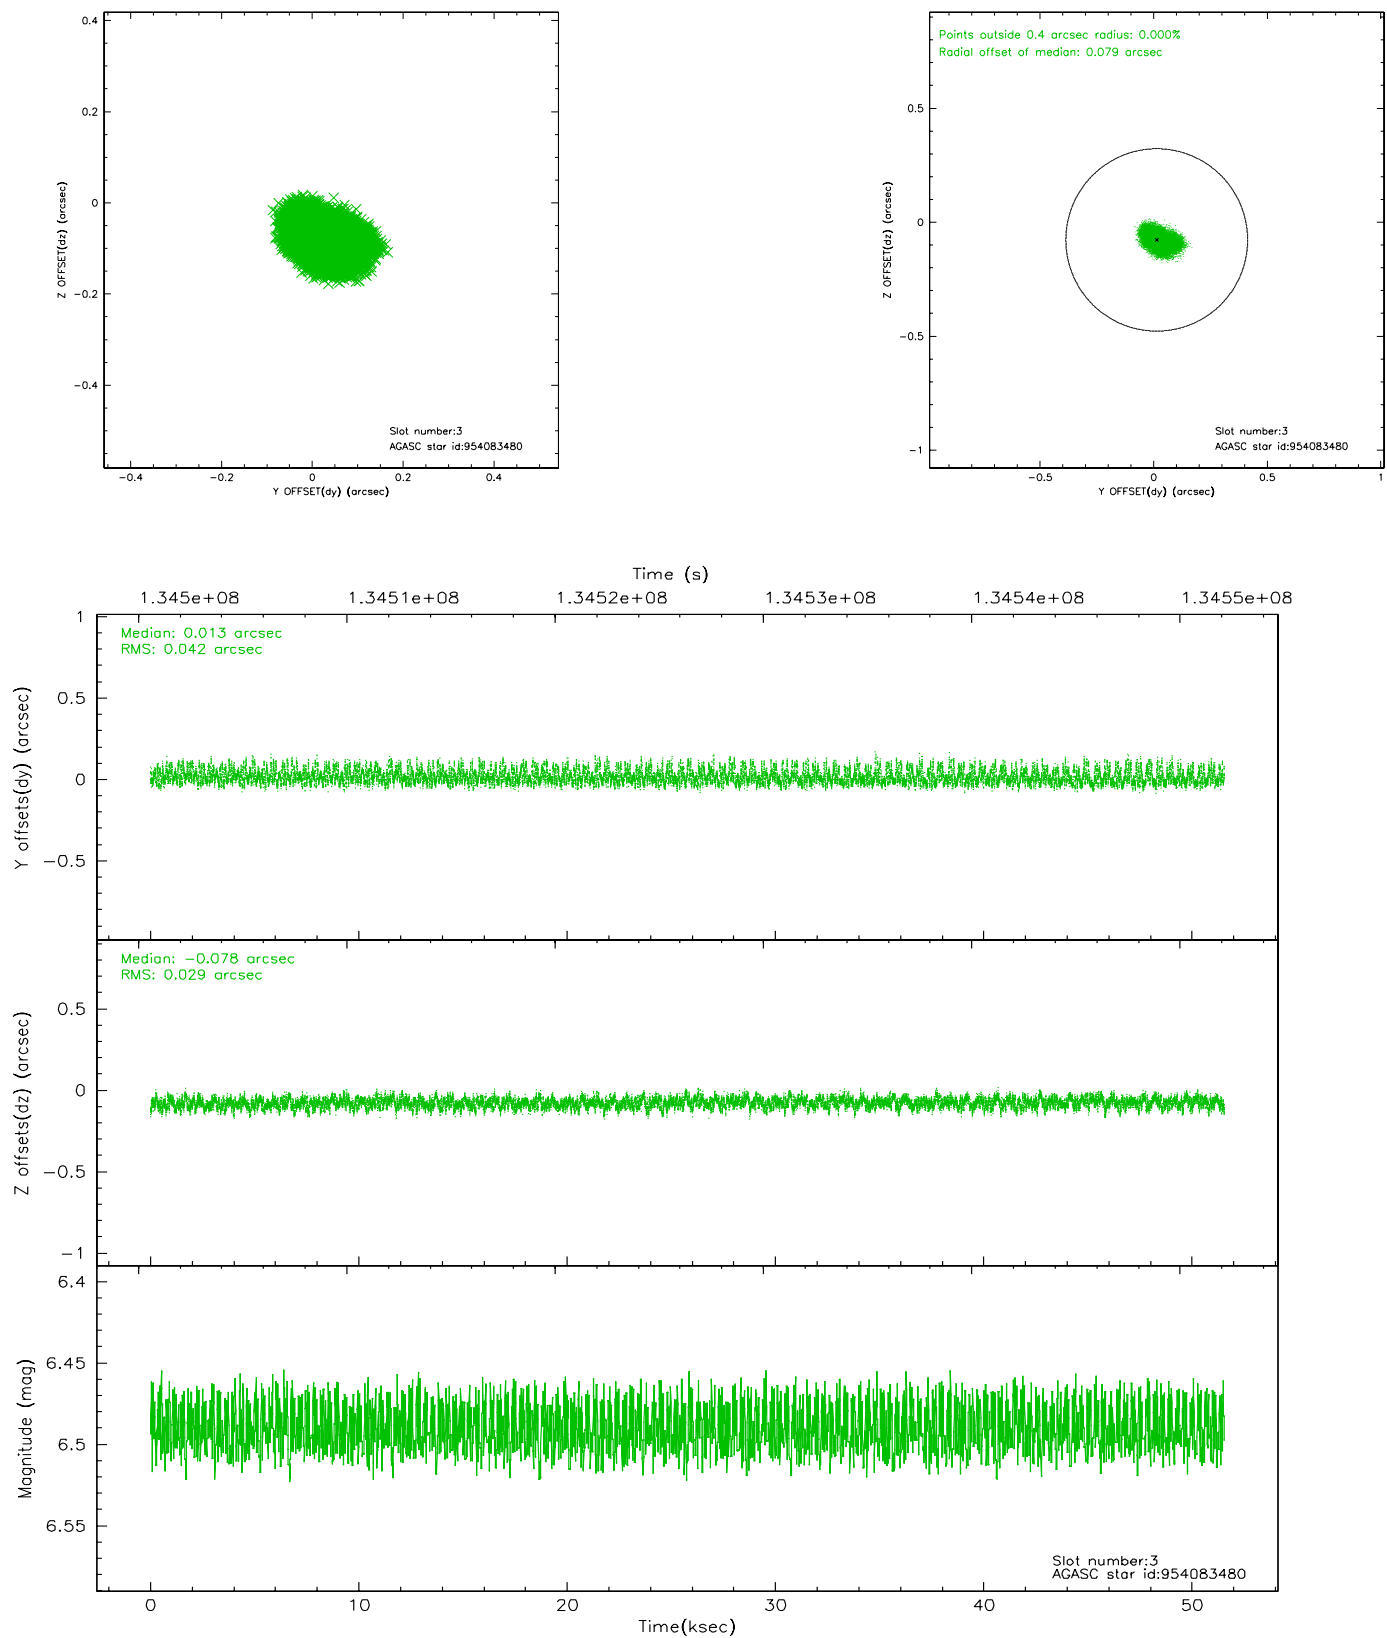 0.4
0.2
0
−0.2
−0.4
Z OFFSET(dz) (arcsec)
Slot number:3
AGASC star id:954083480
−0.4
−0.2
0
0.2
0.4
Y OFFSET(dy) (arcsec)
Points outside 0.4 arcsec radius: 0.000%
Radial offset of median: 0.079 arcsec
0.5
0
−0.5
−1
Z OFFSET(dz) (arcsec)
Slot number:3
AGASC star id:954083480
−0.5
0
0.5
1
Y OFFSET(dy) (arcsec)
Time (s)
1.345e+08
1.3451e+08
1.3452e+08
1.3453e+08
1.3454e+08
1.3455e+08
Median: 0.013 arcsec
RMS: 0.042 arcsec
1
0.5
0
−0.5
Y offsets(dy) (arcsec)
Median: −0.078 arcsec
RMS: 0.029 arcsec
0.5
0
−0.5
−1
Z offsets(dz) (arcsec)
6.4
6.45
6.5
6.55
Magnitude (mag)
Slot number:3
AGASC star id:954083480
0
10
20
30
40
50
Time(ksec)